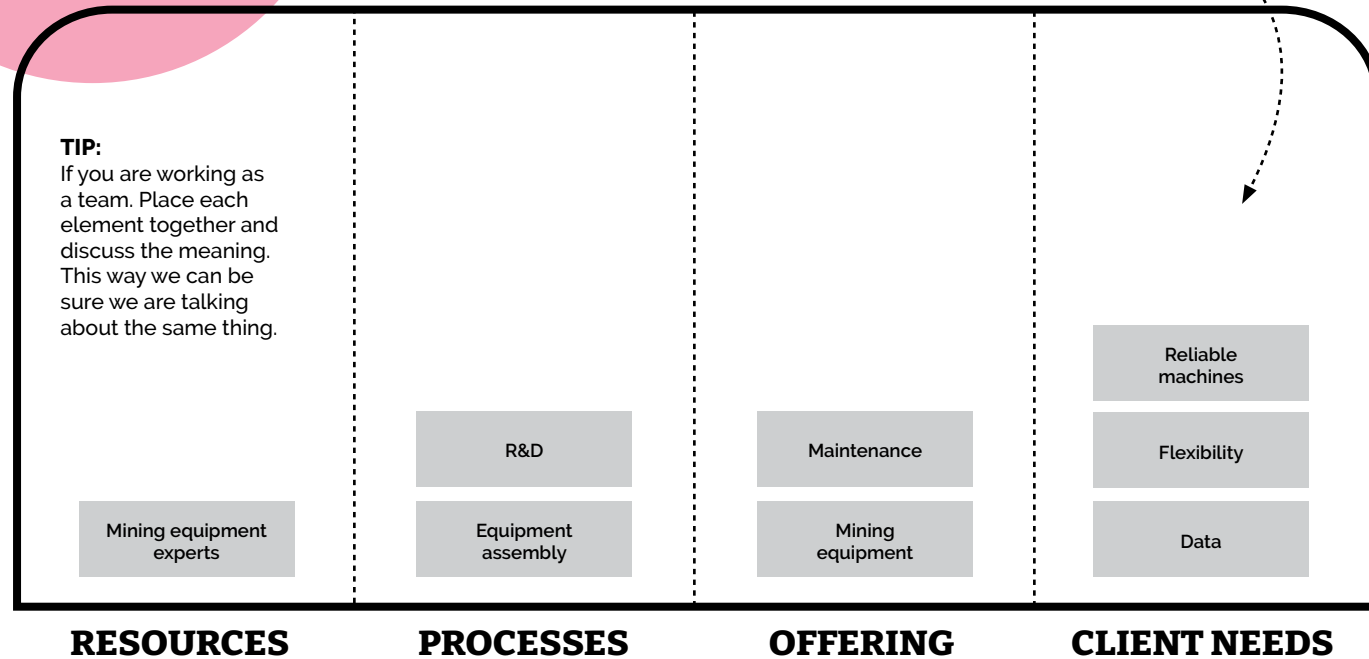 TIP:
If you are working as
a team. Place each
element together and
discuss the meaning.
This way we can be
sure we are talking
about the same thing.
Mining equipment
experts
RESOURCES
R&D
Equipment
assembly
PROCESSES
Maintenance
Mining
equipment
OFFERING
Reliable
machines
Flexibility
Data
CLIENT NEEDS